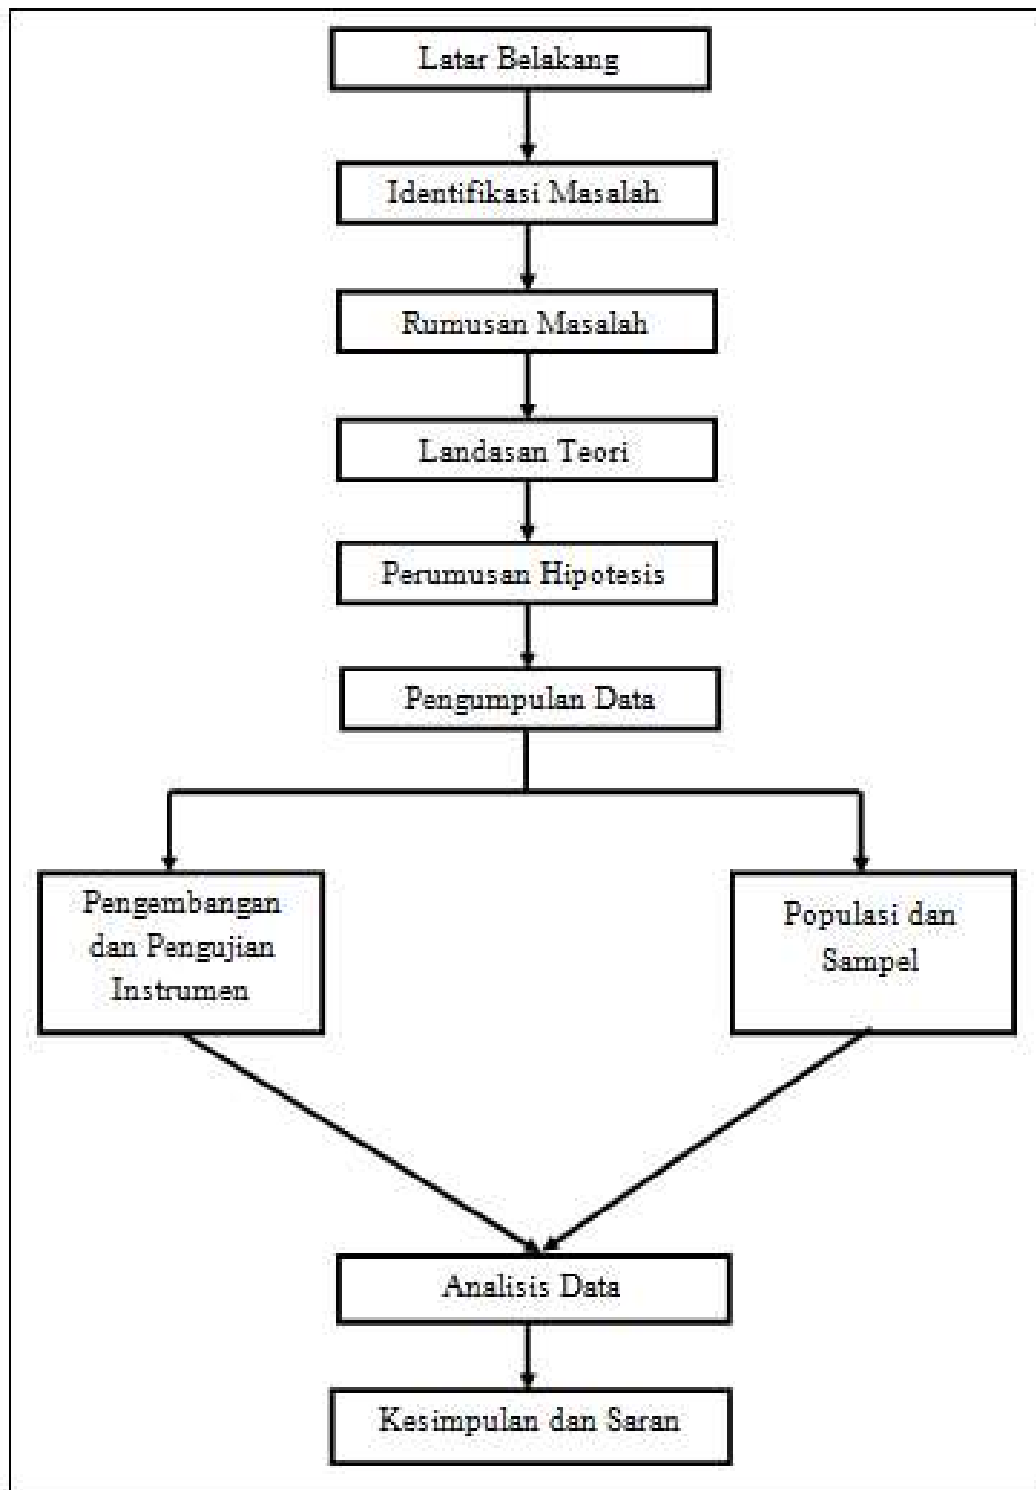 Latar Belakang
Identifikasi Masalah
Rumusan Masalah
Landasan Teori
Perumusan Hipotesis
Pengumpulan Data
Pengembangan
dan Pengujian
Instrumen
Populasi dan
Sampel
Analisis Data
Kesimpulan dan Saran